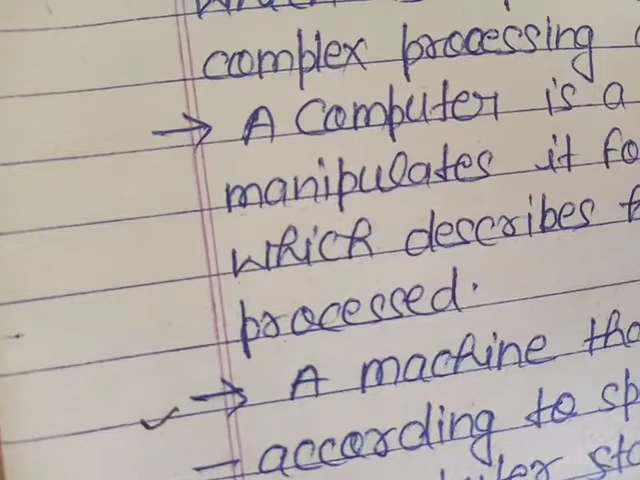 complex processing
→ A Computer is a
manipulates it fo
which describes t
processed.
→ A machine tha
- according to sp